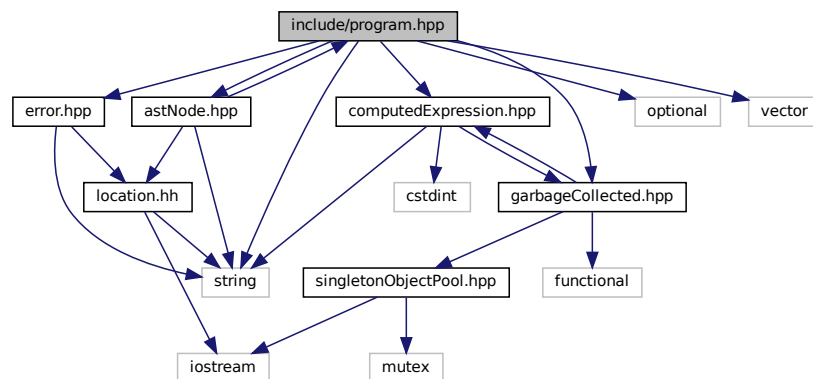 include/program.hpp
error.hpp
astNode.hpp
computedExpression.hpp
optional
vector
location.hh
cstdint
garbageCollected.hpp
string
singletonObjectPool.hpp
functional
iostream
mutex